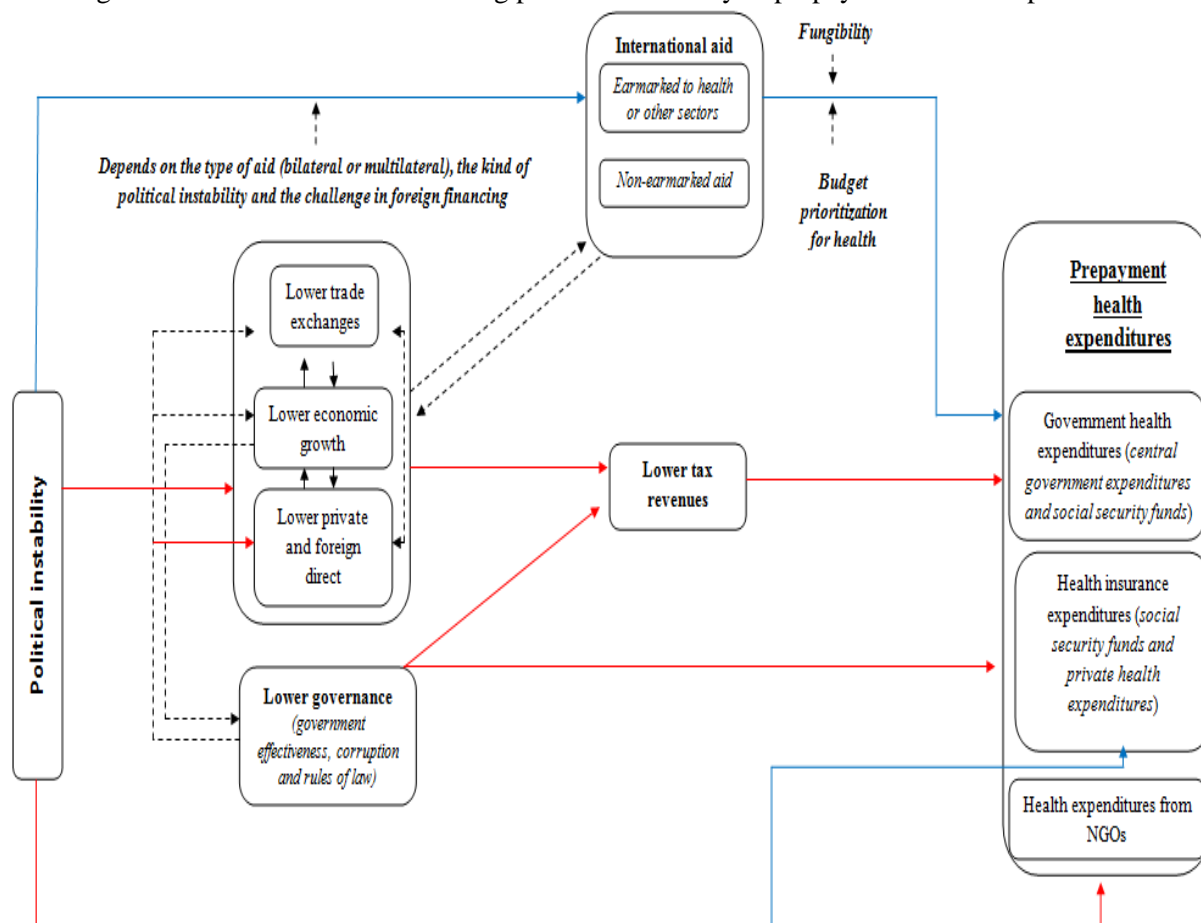 International aid
Earmarked to health
or other sectors
Non-earmarked aid
Fungibility
Budget
prioritization
for health
Depends on the type of aid (bilateral or multilateral), the kind of
political instability and the challenge in foreign financing
Lower trade
exchanges
Lower economic
growth
Lower private
and foreign
direct
Political instability
Lower governance
(government
effectiveness, corruption
and rules of law)
Lower tax
revenues
Prepayment
health
expenditures
Government health
expenditures (central
government expenditures
and social security funds)
Health insurance
expenditures (social
security funds and
private health
expenditures)
Health expenditures from
NGOs